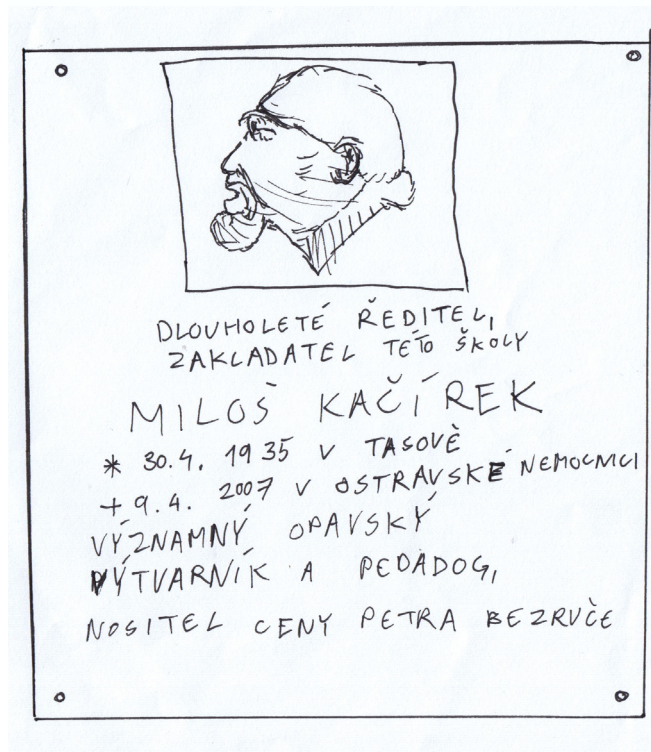 DLOUHOLETÉ ŘEDITEL,
ZAKLADATEL TÉTO ŠKOLY
MILOŠ KAČÍREK
* 30.4. 1935 V TASOVĚ
+ 9.4. 2007 V OSTRAVSKÉ NEMOCNICI
VÝZNAMNÝ OPAVSKÝ
VÝTVARNÍK A PEDADOG,
NOSITEL CENY PETRA BEZRUČE